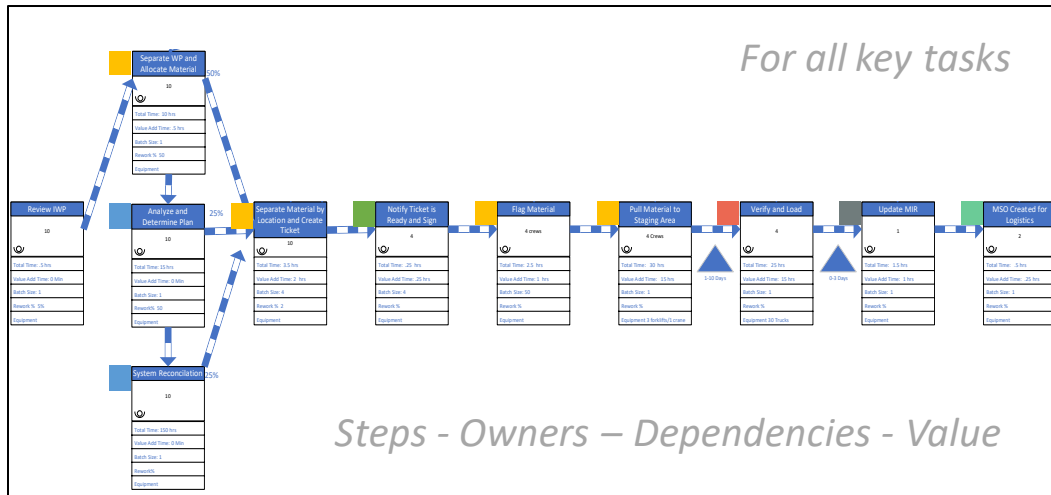 For all key tasks
Separate WP and
Allocate Material
10
Total Time: 10 hrs
Value Add Time: .5 hrs
Batch Size: 1
Rework %: 50
Equipment
50%
Review IWP
10
Total Time: .5 hrs
Value Add Time: 0 Min
Batch Size: 1
Rework %: 5%
Equipment
Analyze and
Determine Plan
10
Total Time: 15 hrs
Value Add Time: 0 Min
Batch Size: 1
Rework% 50
Equipment
25%
System Reconciliation
10
Total Time: 150 hrs
Value Add Time: 0 Min
Batch Size: 1
Rework%
Equipment
25%
Separate Material by
Location and Create
Ticket
10
Total Time: 3.5 hrs
Value Add Time: 2 hrs
Batch Size: 4
Rework %: 2
Equipment
Notify Ticket is
Ready and Sign
4
Total Time: .25 hrs
Value Add Time: .25 hrs
Batch Size: 4
Rework %
Equipment
Flag Material
4 crews
Total Time: 2.5 hrs
Value Add Time: 1 hrs
Batch Size: 50
Rework %
Equipment
Pull Material to
Staging Area
4 Crews
Total Time: 30 hrs
Value Add Time: 15 hrs
Batch Size: 1
Rework %
Equipment 3 forklifts/1 crane
1-10 Days
Verify and Load
4
Total Time: 25 hrs
Value Add Time: 15 hrs
Batch Size: 1
Rework %
Equipment 30 Trucks
0-3 Days
Update MIR
1
Total Time: 1.5 hrs
Value Add Time: 1 hrs
Batch Size: 1
Rework %
Equipment
MSO Created for
Logistics
2
Total Time: .5 hrs
Value Add Time: .25 hrs
Batch Size: 1
Rework %
Equipment
Steps - Owners – Dependencies - Value